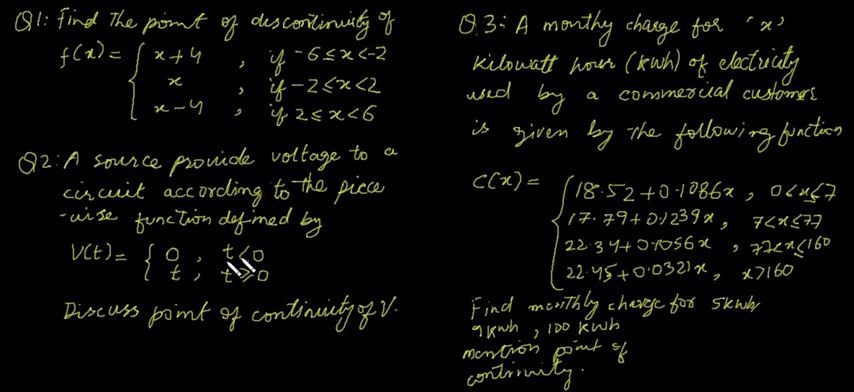 Q1: Find the point of discontinuity of
f(x) = { x+4 , if -6 ≤ x < -2
x , if -2 ≤ x < 2
x-4 , if 2 ≤ x < 6
Q2: A source provide voltage to a
circuit according to the piece
-wise function defined by
V(t) = { 0 , t < 0
t , t ≥ 0
Discuss point of continuity of V.
Q3: A monthy charge for 'x'
Kilowatt hour (kwh) of electricity
used by a commercial customer
is given by the following function
C(x) = { 18.52 + 0.1086x , 0 < x ≤ 7
17.79 + 0.1239x , 7 < x ≤ 77
22.34 + 0.1056x , 77 < x ≤ 160
22.45 + 0.0321x , x > 160
Find monthly charge for 5kwh
9kwh , 100 kwh
mention point of
continuity.